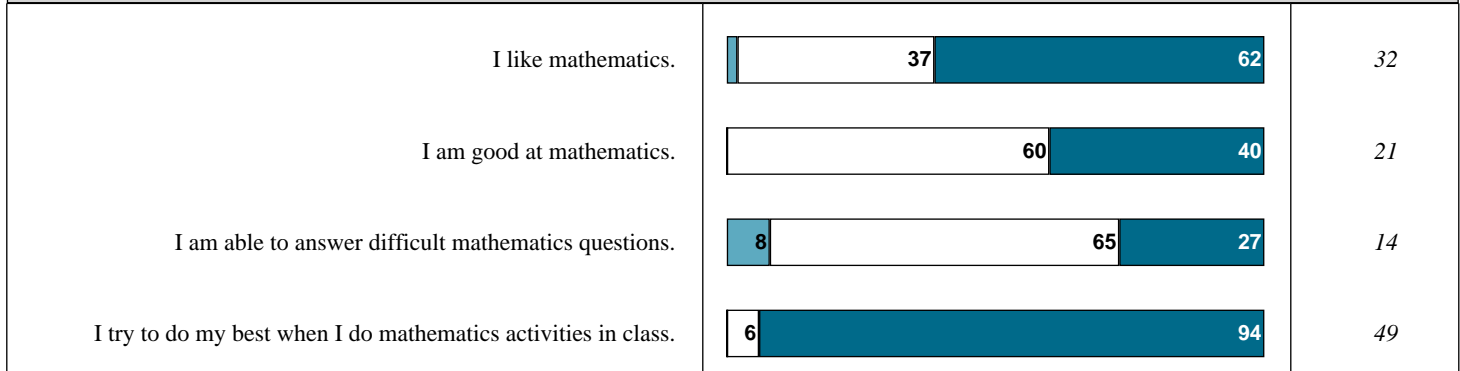 I like mathematics. 37 62 32
I am good at mathematics. 60 40 21
I am able to answer difficult mathematics questions. 8 65 27 14
I try to do my best when I do mathematics activities in class. 6 94 49